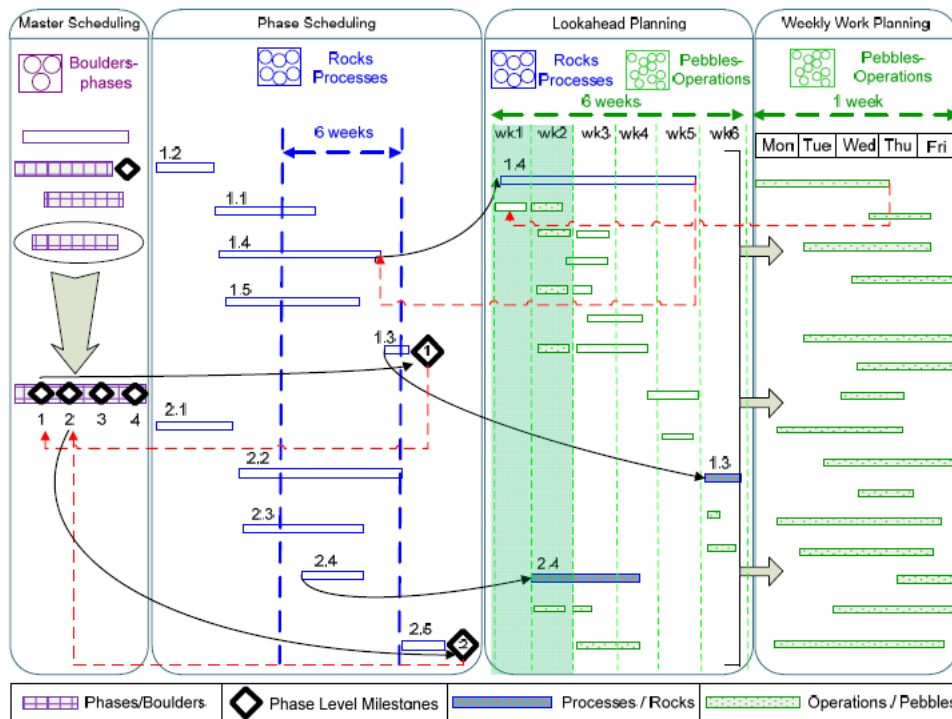 Master Scheduling
Phase Scheduling
Lookahead Planning
Weekly Work Planning
Boulders-
phases
Rocks
Processes
Rocks
Processes
Pebbles-
Operations
Pebbles-
Operations
6 weeks
6 weeks
1 week
wk1 wk2 wk3 wk4 wk5 wk6
Mon Tue Wed Thu Fri
1.2
1.1
1.4
1.5
1.3
1
1 2 3 4
2.1
2.2
2.3
2.4
2.5
2
1.4
1.3
2.4
Phases/Boulders
Phase Level Milestones
Processes / Rocks
Operations / Pebble